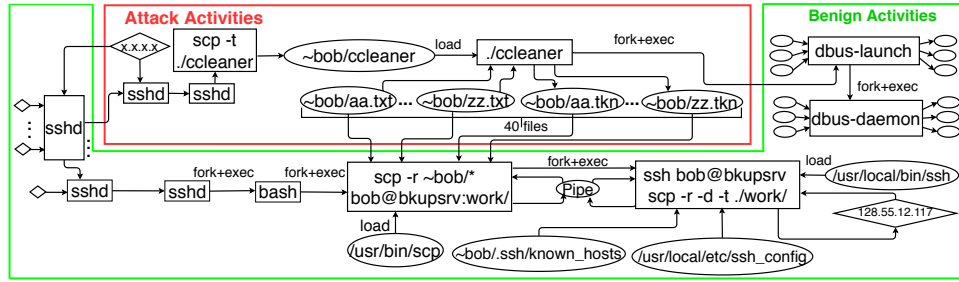 Attack Activities
Benign Activities
x.x.x.x
scp -t
./ccleaner
~bob/ccleaner
load
./ccleaner
fork+exec
dbus-launch
sshd
sshd
sshd
~bob/aa.txt
...
~bob/zz.txt
~bob/aa.tkn
...
~bob/zz.tkn
40 files
fork+exec
dbus-daemon
sshd
sshd
fork+exec
bash
fork+exec
scp -r ~bob/*
bob@bkupsrv:work/
fork+exec
Pipe
ssh bob@bkupsrv
scp -r -d -t ./work/
load
/usr/local/bin/ssh
128.55.12.117
load
/usr/bin/scp
~bob/.ssh/known_hosts
/usr/local/etc/ssh_config